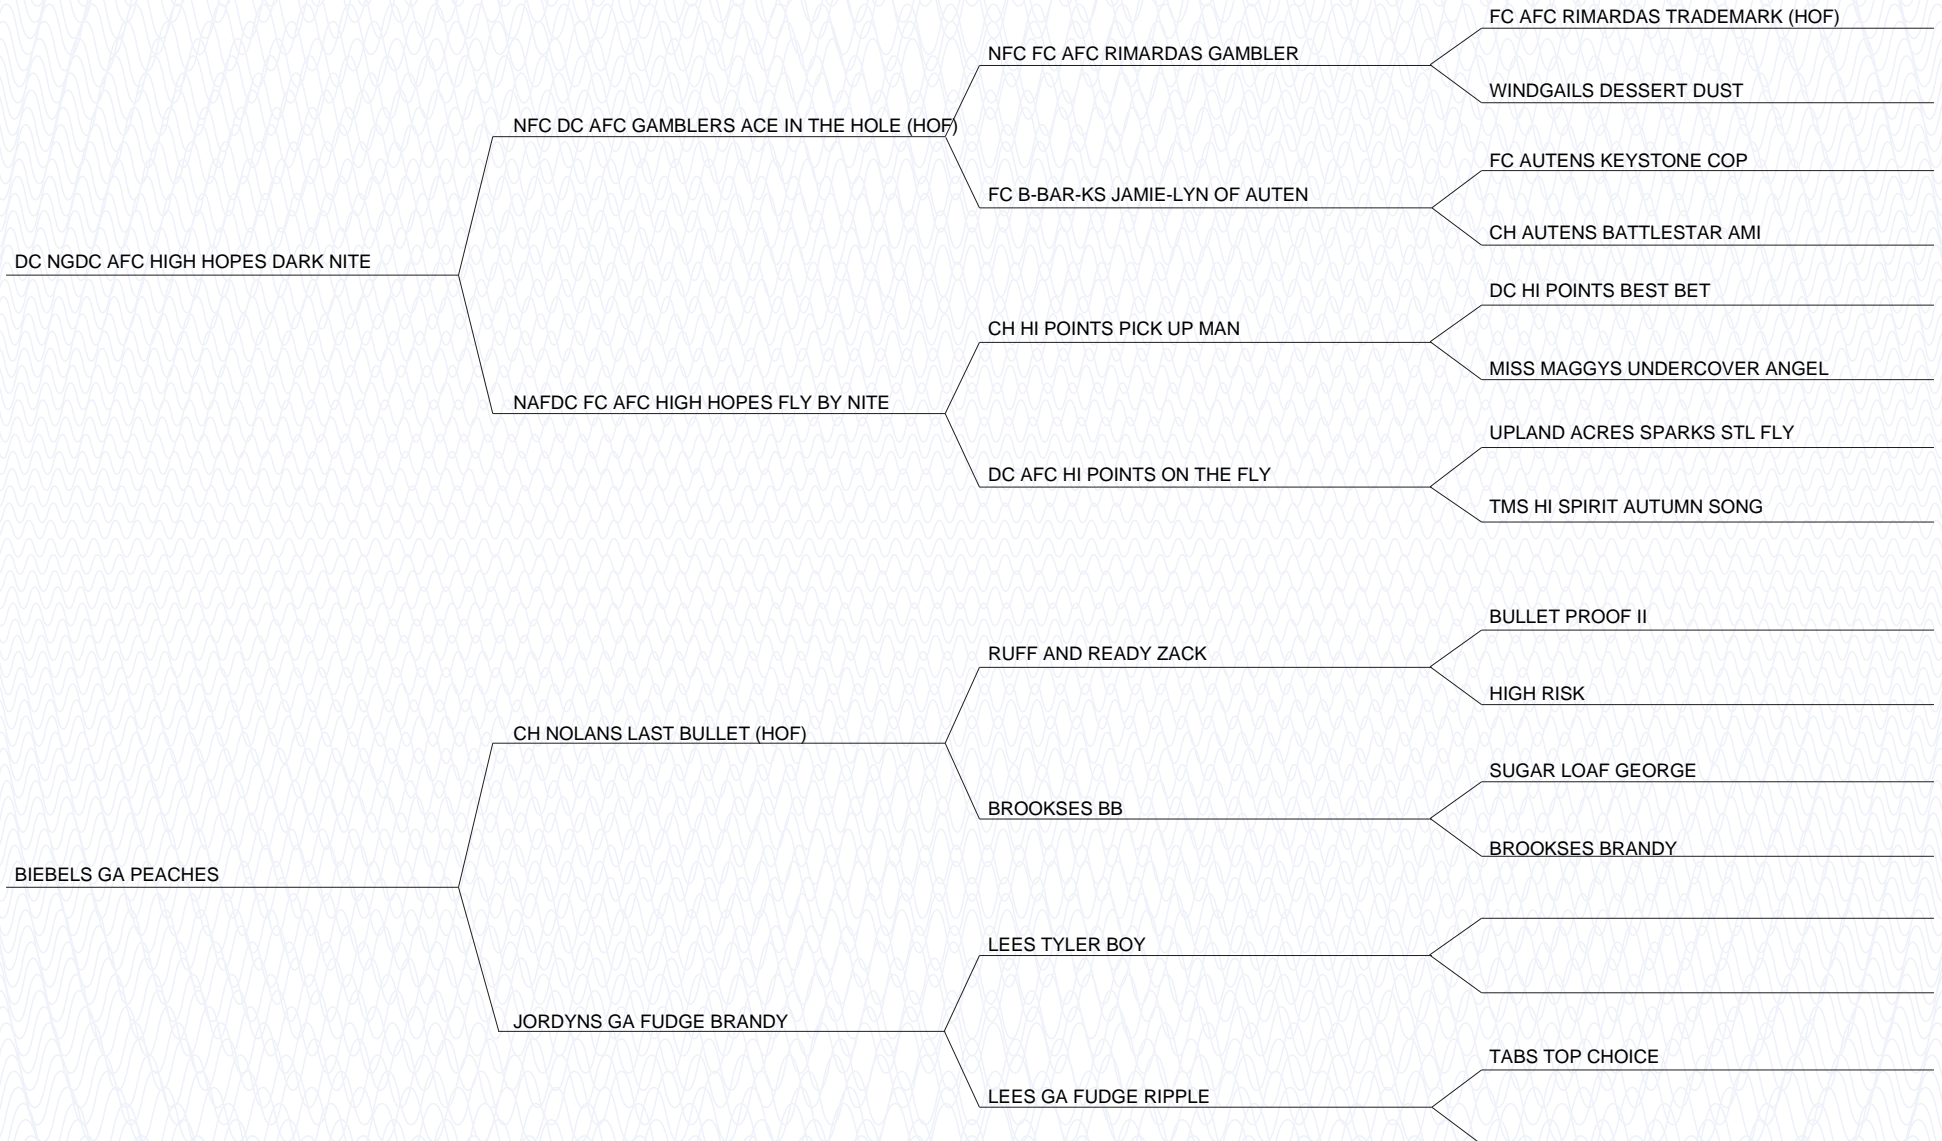 FC AFC RIMARDAS TRADEMARK (HOF)
NFC FC AFC RIMARDAS GAMBLER
WINDGAILS DESSERT DUST
NFC DC AFC GAMBLERS ACE IN THE HOLE (HOF)
FC AUTENS KEYSTONE COP
FC B-BAR-KS JAMIE-LYN OF AUTEN
CH AUTENS BATTLESTAR AMI
DC NGDC AFC HIGH HOPES DARK NITE
DC HI POINTS BEST BET
CH HI POINTS PICK UP MAN
MISS MAGGYS UNDERCOVER ANGEL
NAFDC FC AFC HIGH HOPES FLY BY NITE
UPLAND ACRES SPARKS STL FLY
DC AFC HI POINTS ON THE FLY
TMS HI SPIRIT AUTUMN SONG
BULLET PROOF II
RUFF AND READY ZACK
HIGH RISK
CH NOLANS LAST BULLET (HOF)
SUGAR LOAF GEORGE
BROOKSES BB
BROOKSES BRANDY
BIEBELS GA PEACHES
LEES TYLER BOY
JORDYNS GA FUDGE BRANDY
TABS TOP CHOICE
LEES GA FUDGE RIPPLE